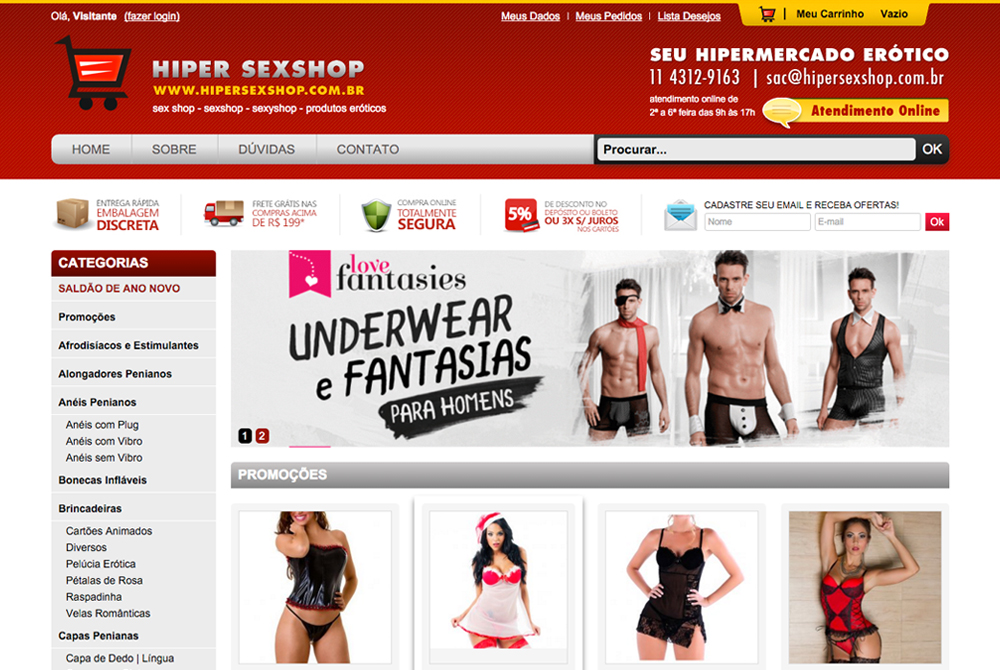 Olá, Visitante (fazer login)
Meus Dados | Meus Pedidos | Lista Desejos
Meu Carrinho Vazio
HIPER SEXSHOP
WWW.HIPERSEXSHOP.COM.BR
sex shop - sexshop - sexyshop - produtos eróticos
SEU HIPERMERCADO ERÓTICO
11 4312-9163 | sac@hipersexshop.com.br
atendimento online de
2ª a 6ª feira das 9h às 17h
Atendimento Online
HOME SOBRE DÚVIDAS CONTATO
Procurar... OK
ENTREGA RÁPIDA
EMBALAGEM
DISCRETA
FRETE GRÁTIS NAS
COMPRAS ACIMA
DE R$ 199*
COMPRA ONLINE
TOTALMENTE
SEGURA
5%
DE DESCONTO NO
DEPÓSITO OU BOLETO
OU 3X S/ JUROS
NOS CARTÕES
CADASTRE SEU EMAIL E RECEBA OFERTAS!
Nome E-mail Ok
CATEGORIAS
SALDÃO DE ANO NOVO
Promoções
Afrodisíacos e Estimulantes
Alongadores Penianos
Anéis Penianos
Anéis com Plug
Anéis com Vibro
Anéis sem Vibro
Bonecas Infláveis
Brincadeiras
Cartões Animados
Diversos
Pelúcia Erótica
Pétalas de Rosa
Raspadinha
Velas Românticas
Capas Penianas
Capa de Dedo | Língua
love
fantasies
UNDERWEAR
e FANTASIAS
PARA HOMENS
1 2
PROMOÇÕES